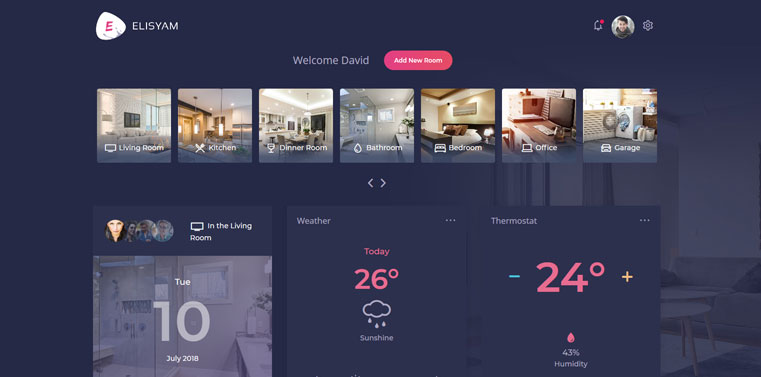 E ELISYAM
Welcome David
Add New Room
Living Room
Kitchen
Dinner Room
Bathroom
Bedroom
Office
Garage
In the Living
Room
Tue
10
July 2018
Weather
Today
26°
Sunshine
Thermostat
− 24° +
43%
Humidity